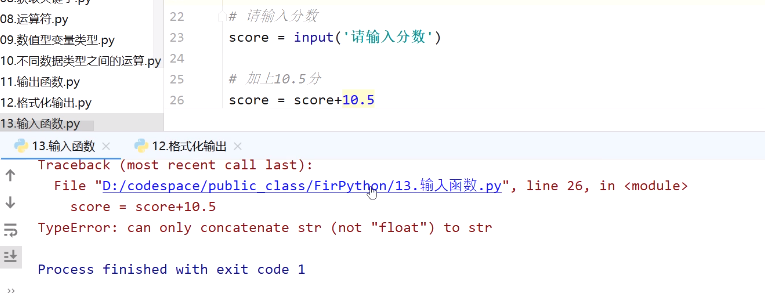 08.运算符.py
09.数值型变量类型.py
10.不同数据类型之间的运算.py
11.输出函数.py
12.格式化输出.py
13.输入函数.py
22 # 请输入分数
23 score = input('请输入分数')
24
25 # 加上10.5分
26 score = score+10.5
13.输入函数 × 12.格式化输出 ×
Traceback (most recent call last):
File "D:/codespace/public_class/FirPython/13.输入函数.py", line 26, in <module>
score = score+10.5
TypeError: can only concatenate str (not "float") to str
Process finished with exit code 1